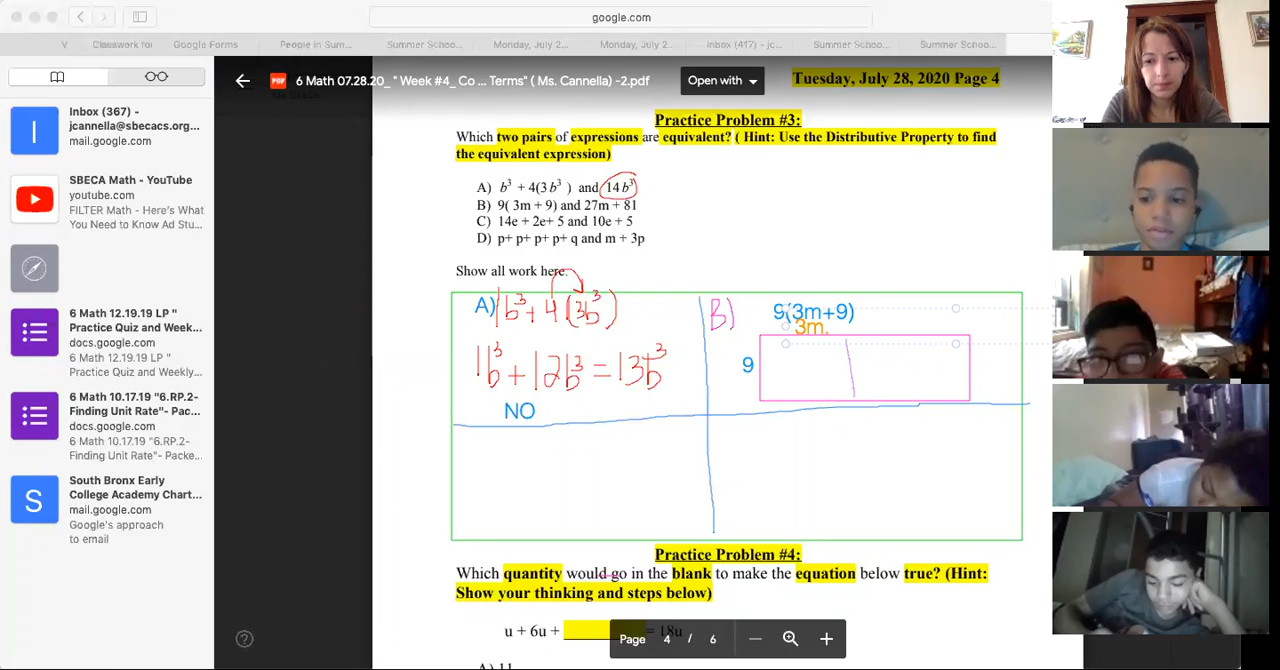 google.com
Classwork for
Google Forms
People in Sum...
Summer Schoo...
Monday, July 2...
Monday, July 2...
Inbox (417) - jc...
Summer Schoo...
Summer Schoo...
6 Math 07.28.20_ " Week #4_ Co ... Terms" ( Ms. Cannella) -2.pdf
Open with
Tuesday, July 28, 2020 Page 4
Inbox (367) -
jcannella@sbecacs.org...
mail.google.com
SBECA Math - YouTube
youtube.com
FILTER Math - Here's What
You Need to Know Ad Stu...
6 Math 12.19.19 LP "
Practice Quiz and Week...
docs.google.com
6 Math 12.19.19 LP "
Practice Quiz and Weekly...
6 Math 10.17.19 "6.RP.2-
Finding Unit Rate"- Pacce...
docs.google.com
6 Math 10.17.19 "6.RP.2-
Finding Unit Rate"- Packe...
South Bronx Early
College Academy Chart...
mail.google.com
Google's approach
to email
Practice Problem #3:
Which two pairs of expressions are equivalent? ( Hint: Use the Distributive Property to find
the equivalent expression)
A) b³ + 4(3 b³ ) and 14 b³
B) 9( 3m + 9) and 27m + 81
C) 14e + 2e+ 5 and 10e + 5
D) p+ p+ p+ p+ q and m + 3p
Show all work here.
A) 1b³ + 4 (3b³)
1b³ + 12b³ = 13b³
NO
B)
9(3m+9)
3m.
9
Practice Problem #4:
Which quantity would go in the blank to make the equation below true? (Hint:
Show your thinking and steps below)
u + 6u + = 18u
A) 11
Page 4 / 6